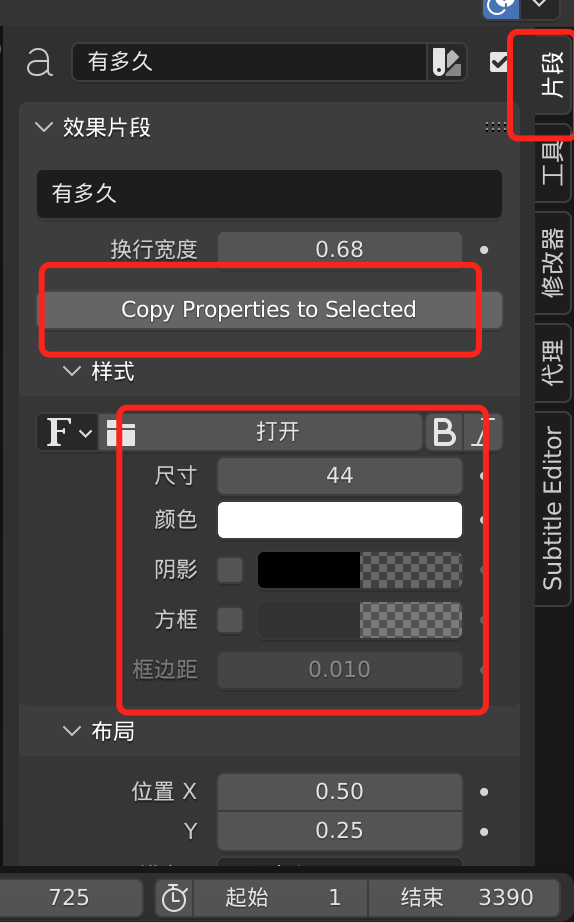 有多久
片段
效果片段
工具
有多久
换行宽度 0.68
修改器
Copy Properties to Selected
样式
代理
F 打开 B I
尺寸 44
Subtitle Editor
颜色
阴影
方框
框边距 0.010
布局
位置 X 0.50
Y 0.25
725 起始 1 结束 3390